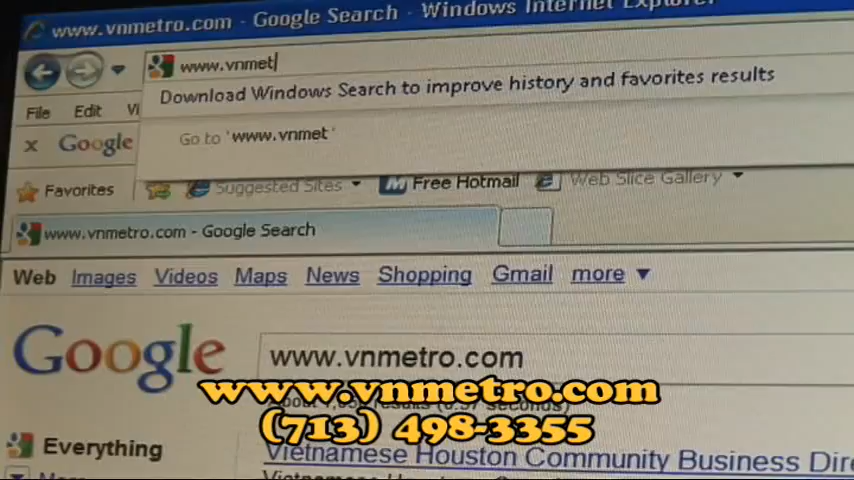 www.vnmetro.com - Google Search - Windows Internet Explorer
www.vnmet
Download Windows Search to improve history and favorites results
File Edit Vi
Go to 'www.vnmet'
x Google
Favorites Suggested Sites Free Hotmail Web Slice Gallery
www.vnmetro.com - Google Search
Web Images Videos Maps News Shopping Gmail more
Google www.vnmetro.com
www.vnmetro.com
(713) 498-3355
Everything
Vietnamese Houston Community Business Dire